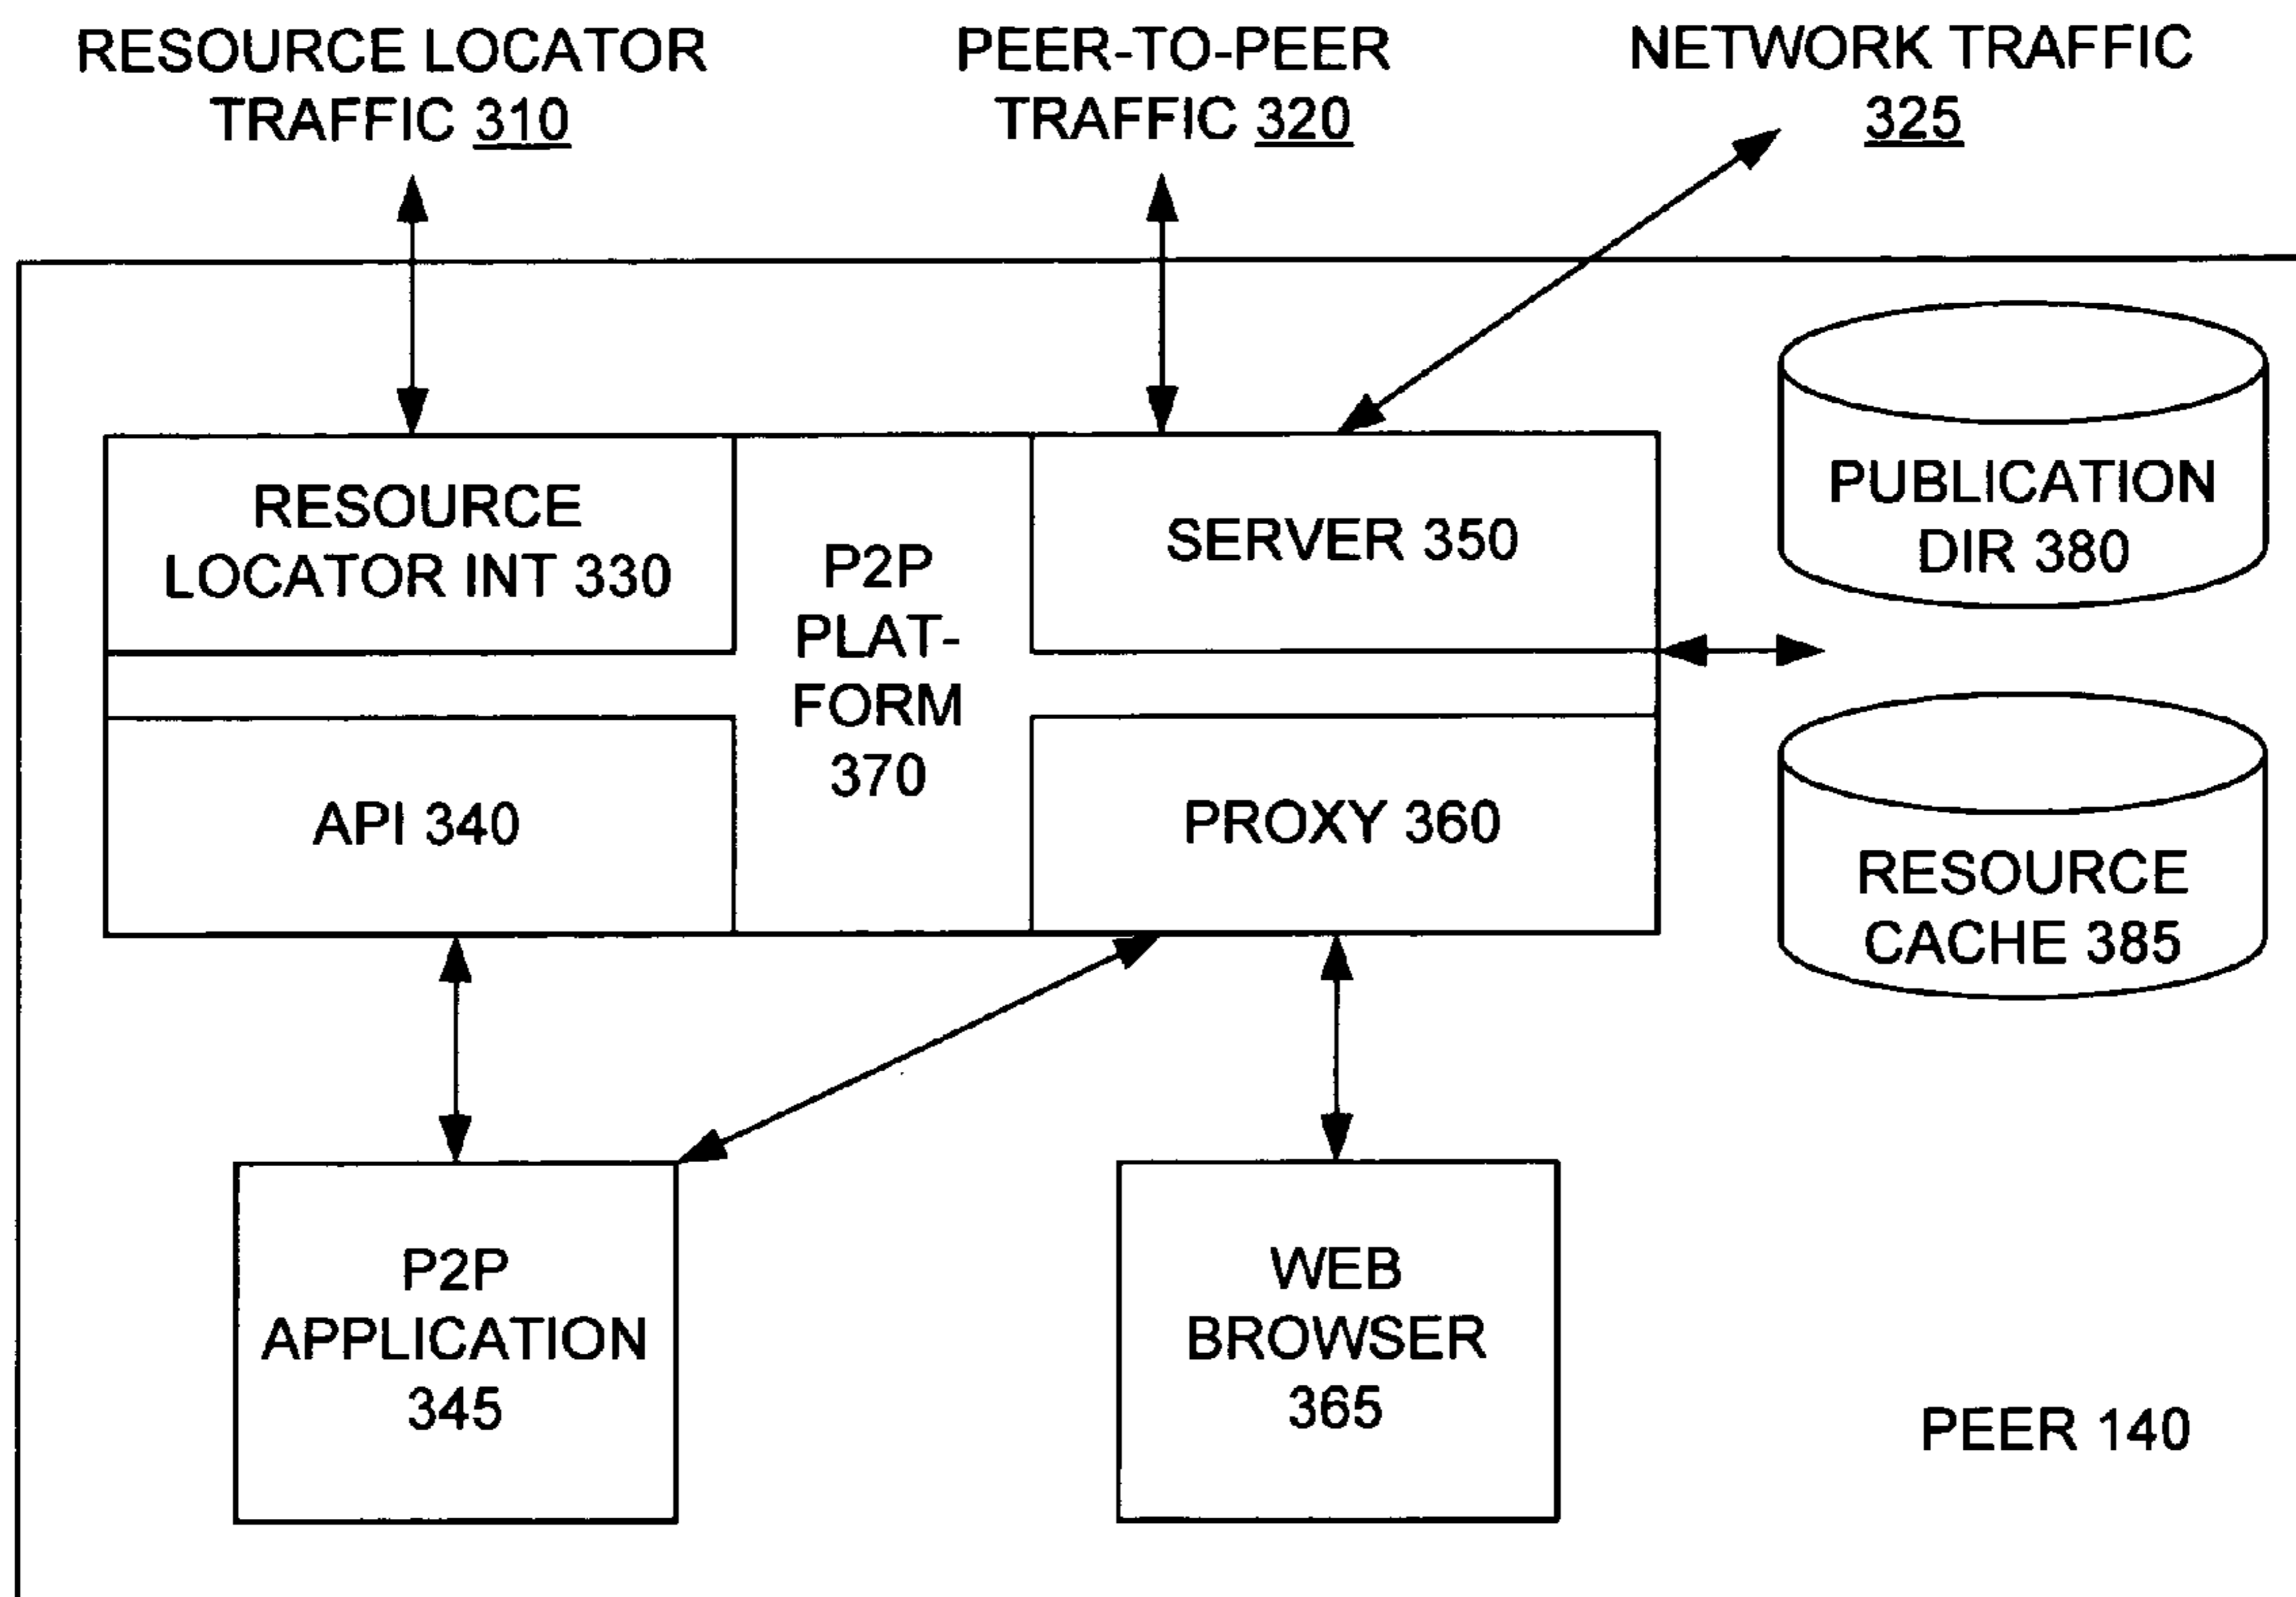 RESOURCE LOCATOR
TRAFFIC 310
PEER-TO-PEER
TRAFFIC 320
NETWORK TRAFFIC
325
RESOURCE
LOCATOR INT 330
P2P
PLAT-
FORM
370
SERVER 350
PUBLICATION
DIR 380
API 340
PROXY 360
RESOURCE
CACHE 385
P2P
APPLICATION
345
WEB
BROWSER
365
PEER 140